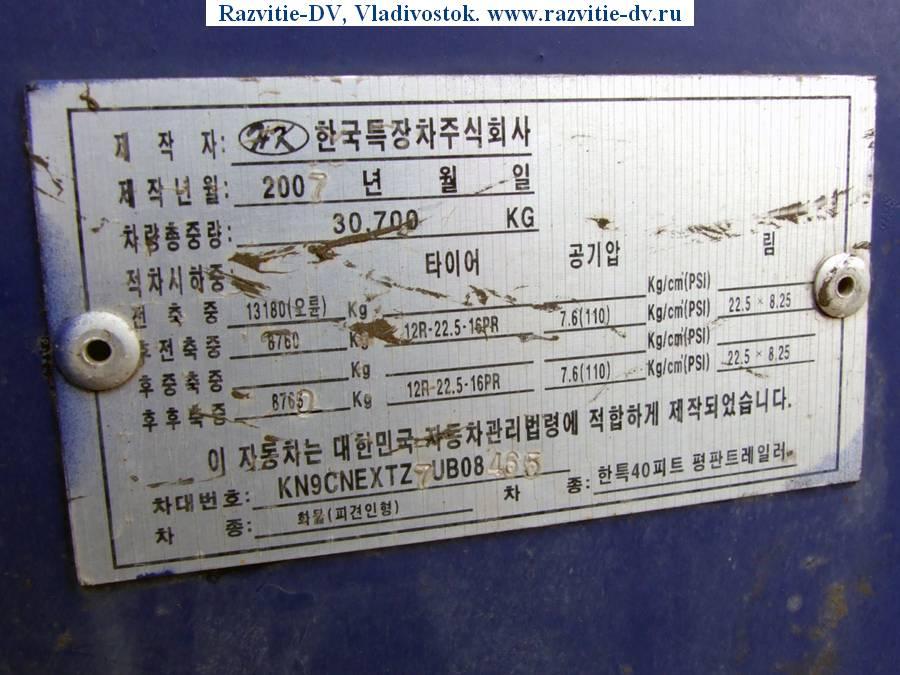 Razvitie-DV, Vladivostok. www.razvitie-dv.ru
제 작 자: HK 한국특장차주식회사
제작년월: 2007 년 월 일
차량총중량: 30,700 KG
적차시하중 타이어 공기압 림
전 축 중 13180(오륜) Kg Kg/cm²(PSI)
후전축중 8760 Kg 12R-22.5-16PR 7.6(110) Kg/cm²(PSI) 22.5 × 8.25
후중축중 Kg Kg/cm²(PSI)
후후축중 8760 Kg 12R-22.5-16PR 7.6(110) Kg/cm²(PSI) 22.5 × 8.25
이 자동차는 대한민국 자동차관리법령에 적합하게 제작되었습니다.
차대번호: KN9CNEXTZ7UB08465 차 종: 한특40피트 평판트레일러
차 종: 화물(피견인형)